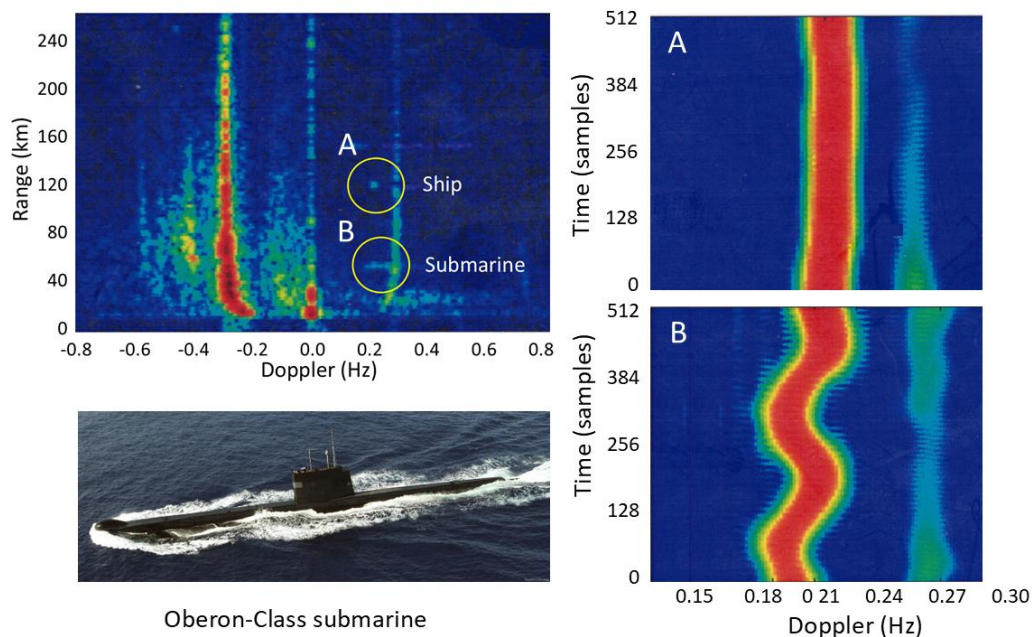 240
200
160
120
80
40
0
Range (km)
-0.8
-0.6
-0.4
-0.2
0.0
0.2
0.4
0.6
0.8
Doppler (Hz)
A
Ship
B
Submarine
Oberon-Class submarine
A
512
384
256
128
0
Time (samples)
B
512
384
256
128
0
Time (samples)
0.15
0.18
0 21
0.24
0.27
0.30
Doppler (Hz)